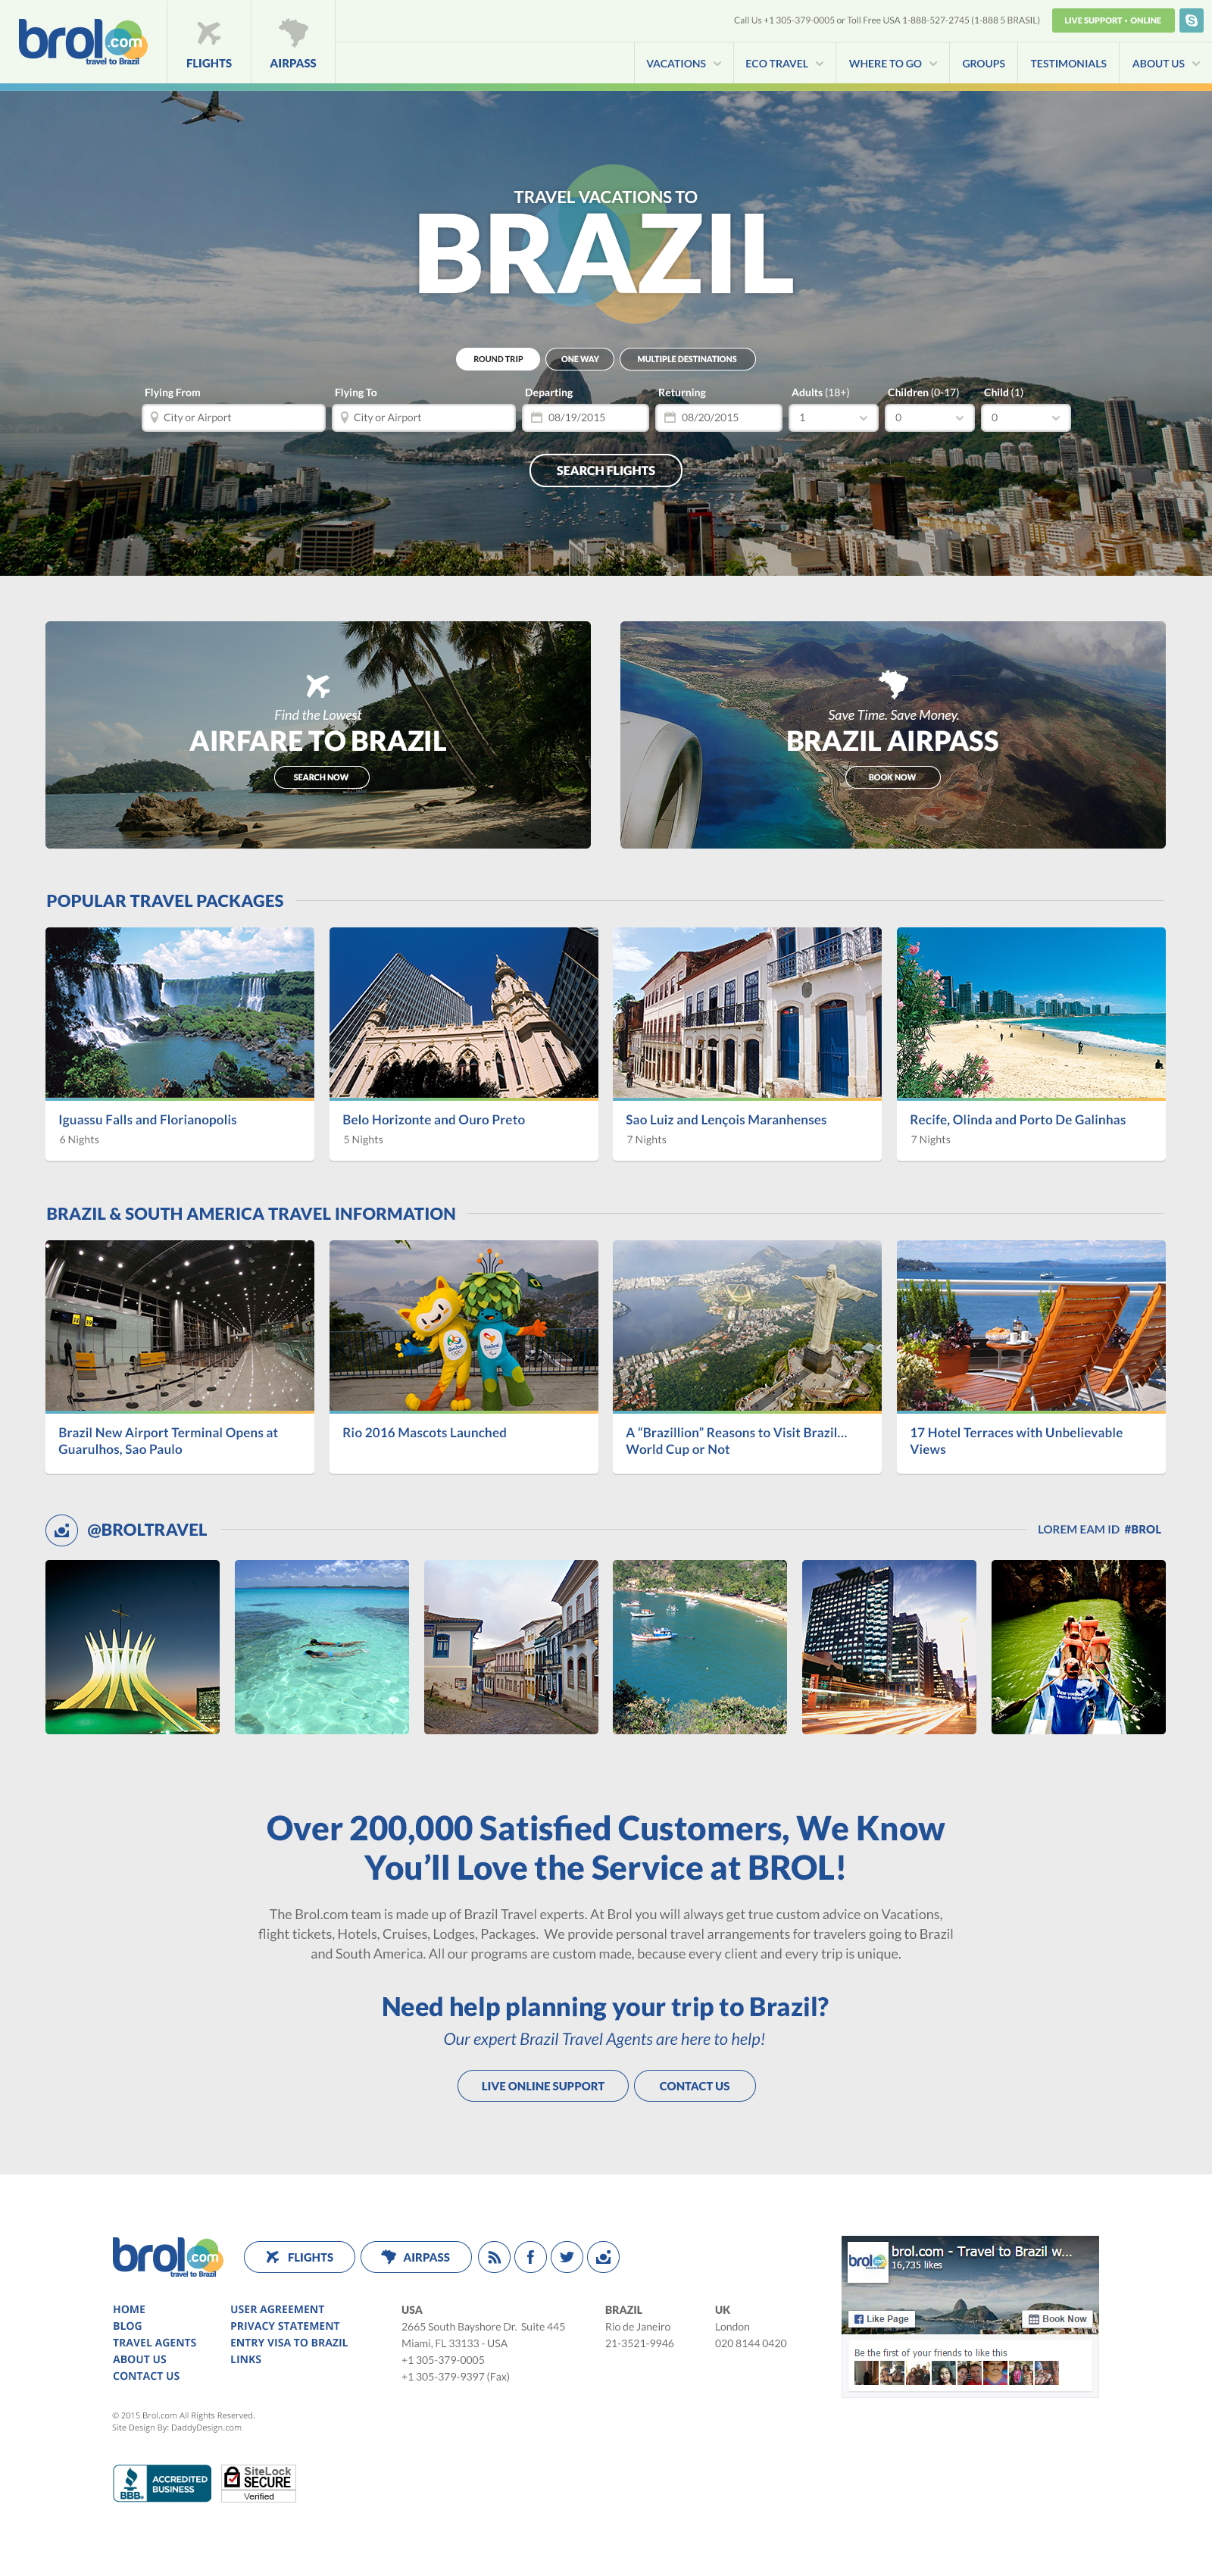 brol.com
travel to Brazil
FLIGHTS
AIRPASS
Call Us +1 305-379-0005 or Toll Free USA 1-888-527-2745 (1-888 5 BRASIL)
LIVE SUPPORT • ONLINE
VACATIONS
ECO TRAVEL
WHERE TO GO
GROUPS
TESTIMONIALS
ABOUT US
TRAVEL VACATIONS TO
BRAZIL
ROUND TRIP
ONE WAY
MULTIPLE DESTINATIONS
Flying From
Flying To
Departing
Returning
Adults (18+)
Children (0-17)
Child (1)
City or Airport
City or Airport
08/19/2015
08/20/2015
1
0
0
SEARCH FLIGHTS
Find the Lowest
AIRFARE TO BRAZIL
SEARCH NOW
Save Time. Save Money.
BRAZIL AIRPASS
BOOK NOW
POPULAR TRAVEL PACKAGES
Iguassu Falls and Florianopolis
6 Nights
Belo Horizonte and Ouro Preto
5 Nights
Sao Luiz and Lençois Maranhenses
7 Nights
Recife, Olinda and Porto De Galinhas
7 Nights
BRAZIL & SOUTH AMERICA TRAVEL INFORMATION
Brazil New Airport Terminal Opens at
Guarulhos, Sao Paulo
Rio 2016 Mascots Launched
A “Brazillion” Reasons to Visit Brazil...
World Cup or Not
17 Hotel Terraces with Unbelievable
Views
@BROLTRAVEL
LOREM EAM ID #BROL
Over 200,000 Satisfied Customers, We Know
You’ll Love the Service at BROL!
The Brol.com team is made up of Brazil Travel experts. At Brol you will always get true custom advice on Vacations,
flight tickets, Hotels, Cruises, Lodges, Packages. We provide personal travel arrangements for travelers going to Brazil
and South America. All our programs are custom made, because every client and every trip is unique.
Need help planning your trip to Brazil?
Our expert Brazil Travel Agents are here to help!
LIVE ONLINE SUPPORT
CONTACT US
brol.com
travel to Brazil
FLIGHTS
AIRPASS
HOME
BLOG
TRAVEL AGENTS
ABOUT US
CONTACT US
USER AGREEMENT
PRIVACY STATEMENT
ENTRY VISA TO BRAZIL
LINKS
USA
2665 South Bayshore Dr. Suite 445
Miami, FL 33133 - USA
+1 305-379-0005
+1 305-379-9397 (Fax)
BRAZIL
Rio de Janeiro
21-3521-9946
UK
London
020 8144 0420
brol.com - Travel to Brazil w...
16,735 likes
brol
Like Page
Book Now
Be the first of your friends to like this
© 2015 Brol.com All Rights Reserved.
Site Design By: DaddyDesign.com
BBB.
ACCREDITED
BUSINESS
SiteLock
SECURE
Verified